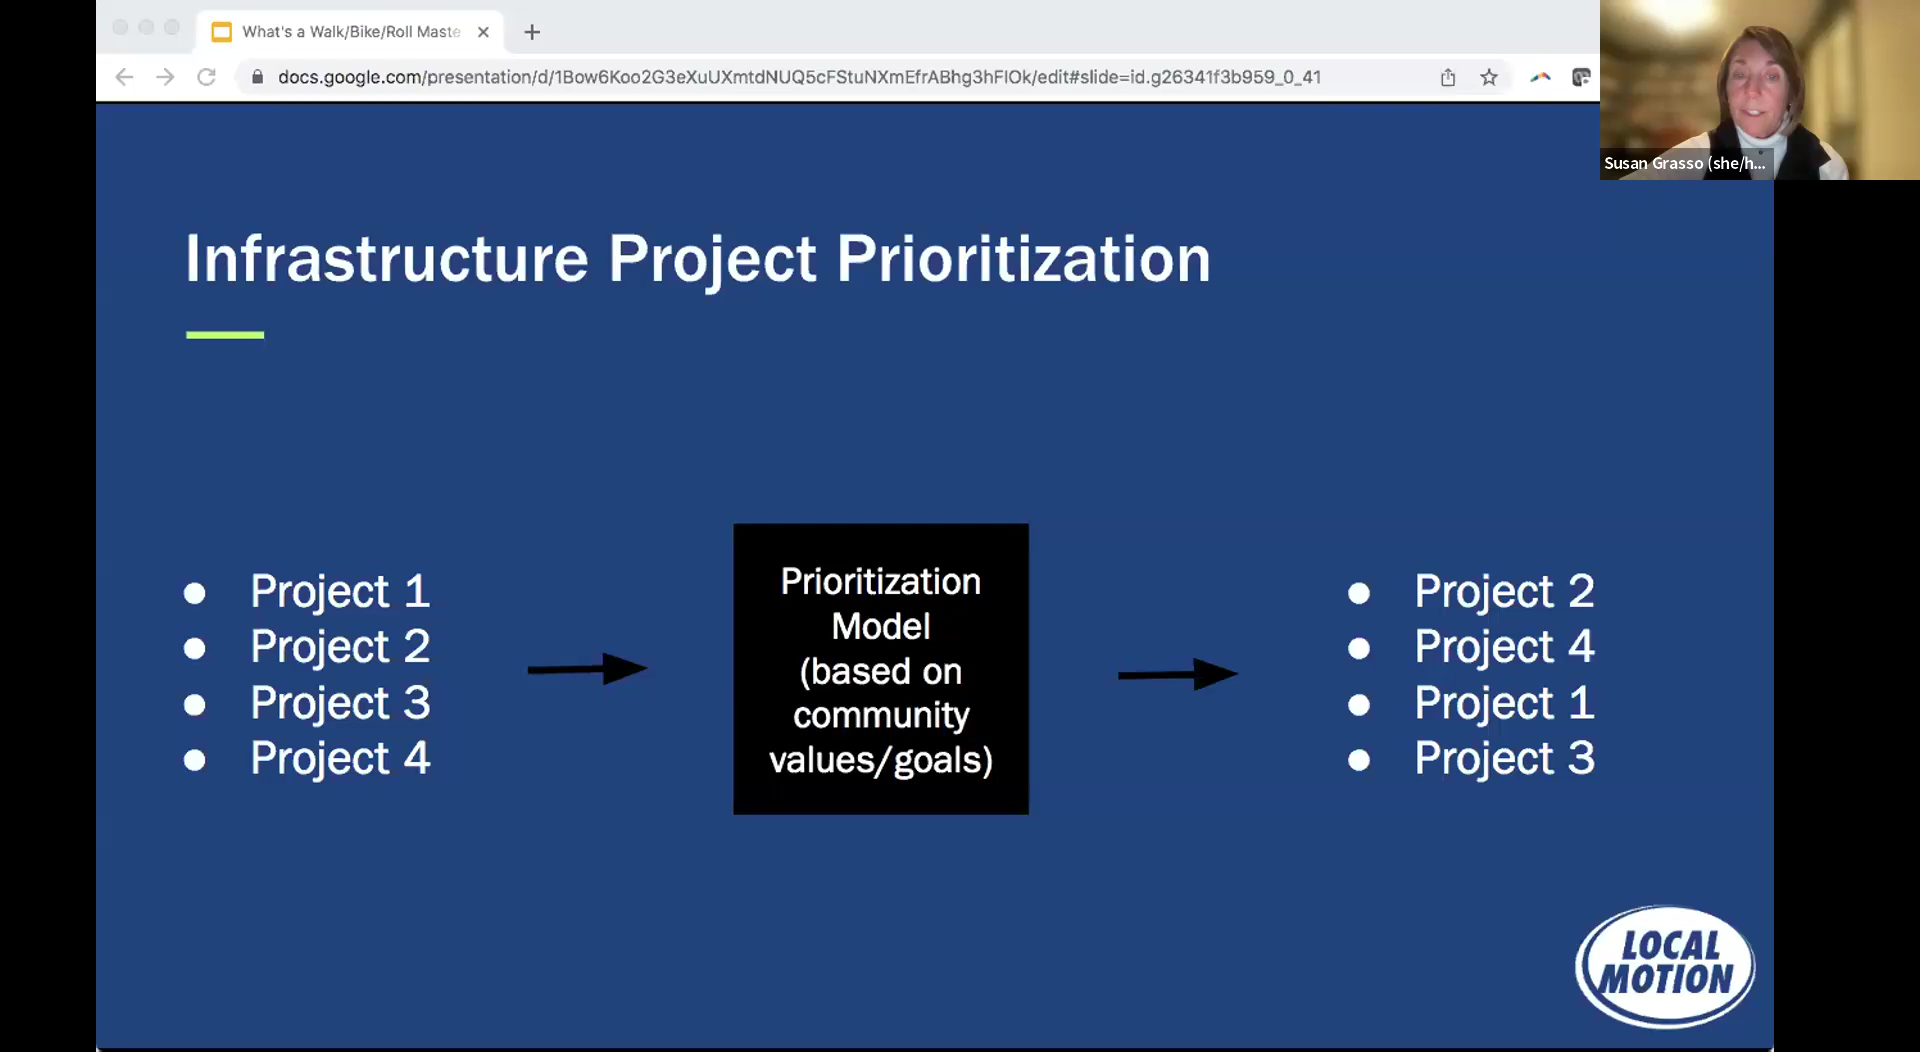 What's a Walk/Bike/Roll Maste
docs.google.com/presentation/d/1Bow6Koo2G3eXuUXmtdNUQ5cFStuNXmEfrABhg3hFIOk/edit#slide=id.g26341f3b959_0_41
Susan Grasso (she/h...
Infrastructure Project Prioritization
● Project 1
● Project 2
● Project 3
● Project 4
Prioritization
Model
(based on
community
values/goals)
● Project 2
● Project 4
● Project 1
● Project 3
LOCAL
MOTION